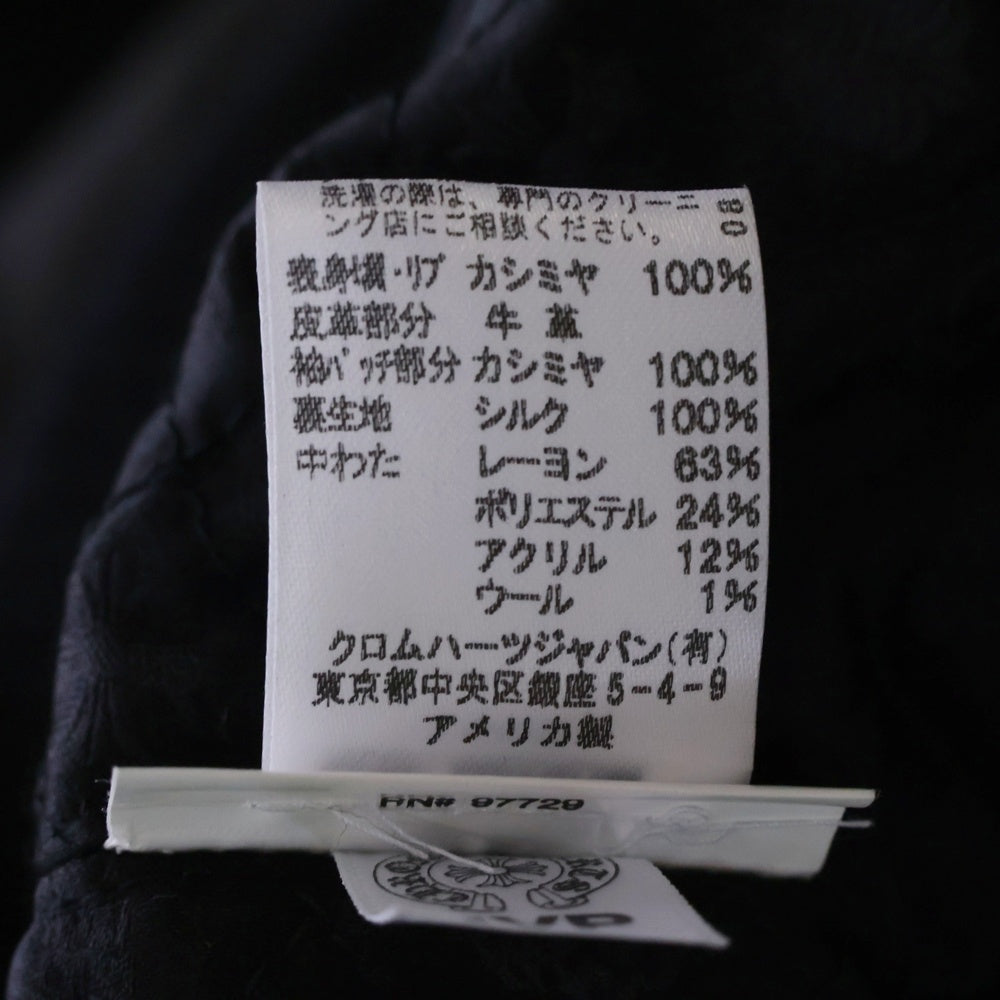 洗濯の際は、専門のクリーニ
ング店にご相談ください。
08
表身頃・リブ カシミヤ 100%
皮革部分 牛革
袖パッチ部分 カシミヤ 100%
裏生地 シルク 100%
中わた レーヨン 63%
ポリエステル 24%
アクリル 12%
ウール 1%
クロムハーツジャパン(有)
東京都中央区銀座5-4-9
アメリカ製
RN# 97729